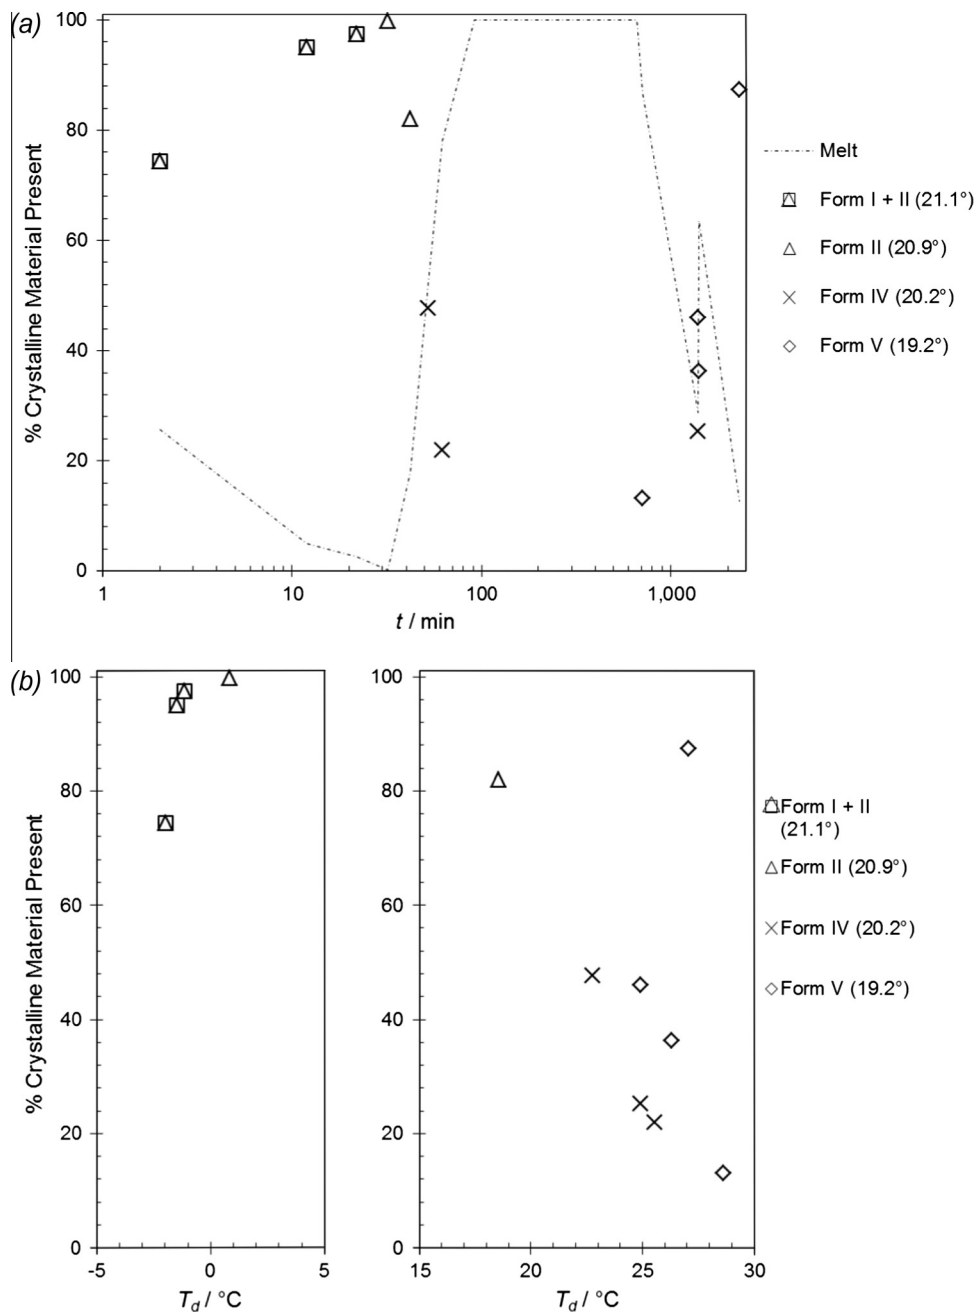 (a)
100
80
60
40
20
0
% Crystalline Material Present
1
10
100
1,000
t / min
Melt
Form I + II (21.1°)
Form II (20.9°)
Form IV (20.2°)
Form V (19.2°)
(b)
100
80
60
40
20
0
% Crystalline Material Present
-5
0
5
T_d / °C
100
80
60
40
20
0
15
20
25
30
T_d / °C
Form I + II
(21.1°)
Form II (20.9°)
Form IV (20.2°)
Form V (19.2°)